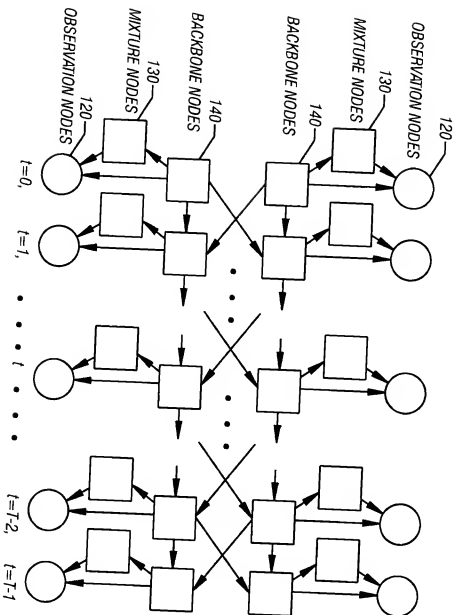 120
OBSERVATION NODES
130
MIXTURE NODES
140
BACKBONE NODES
140
BACKBONE NODES
130
MIXTURE NODES
120
OBSERVATION NODES
t=0,
t=1,
t
t=T-2,
t=T-1